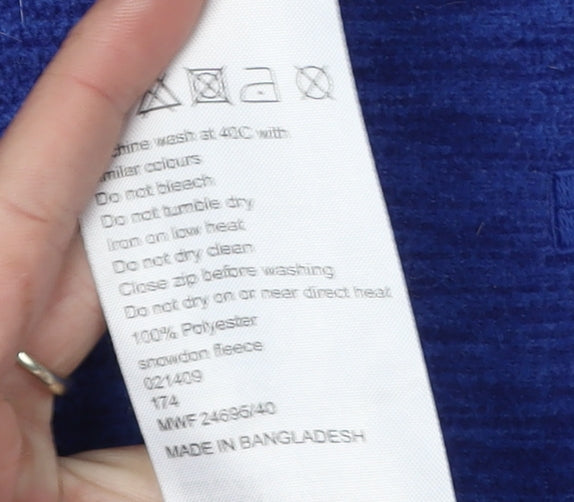 chine wash at 40C with
milar colours
Do not bleach
Do not tumble dry
Iron on low heat
Do not dry clean
Close zip before washing
Do not dry on or near direct heat
100% Polyester
snowdon fleece
021409
174
MWF 24695/40
MADE IN BANGLADESH